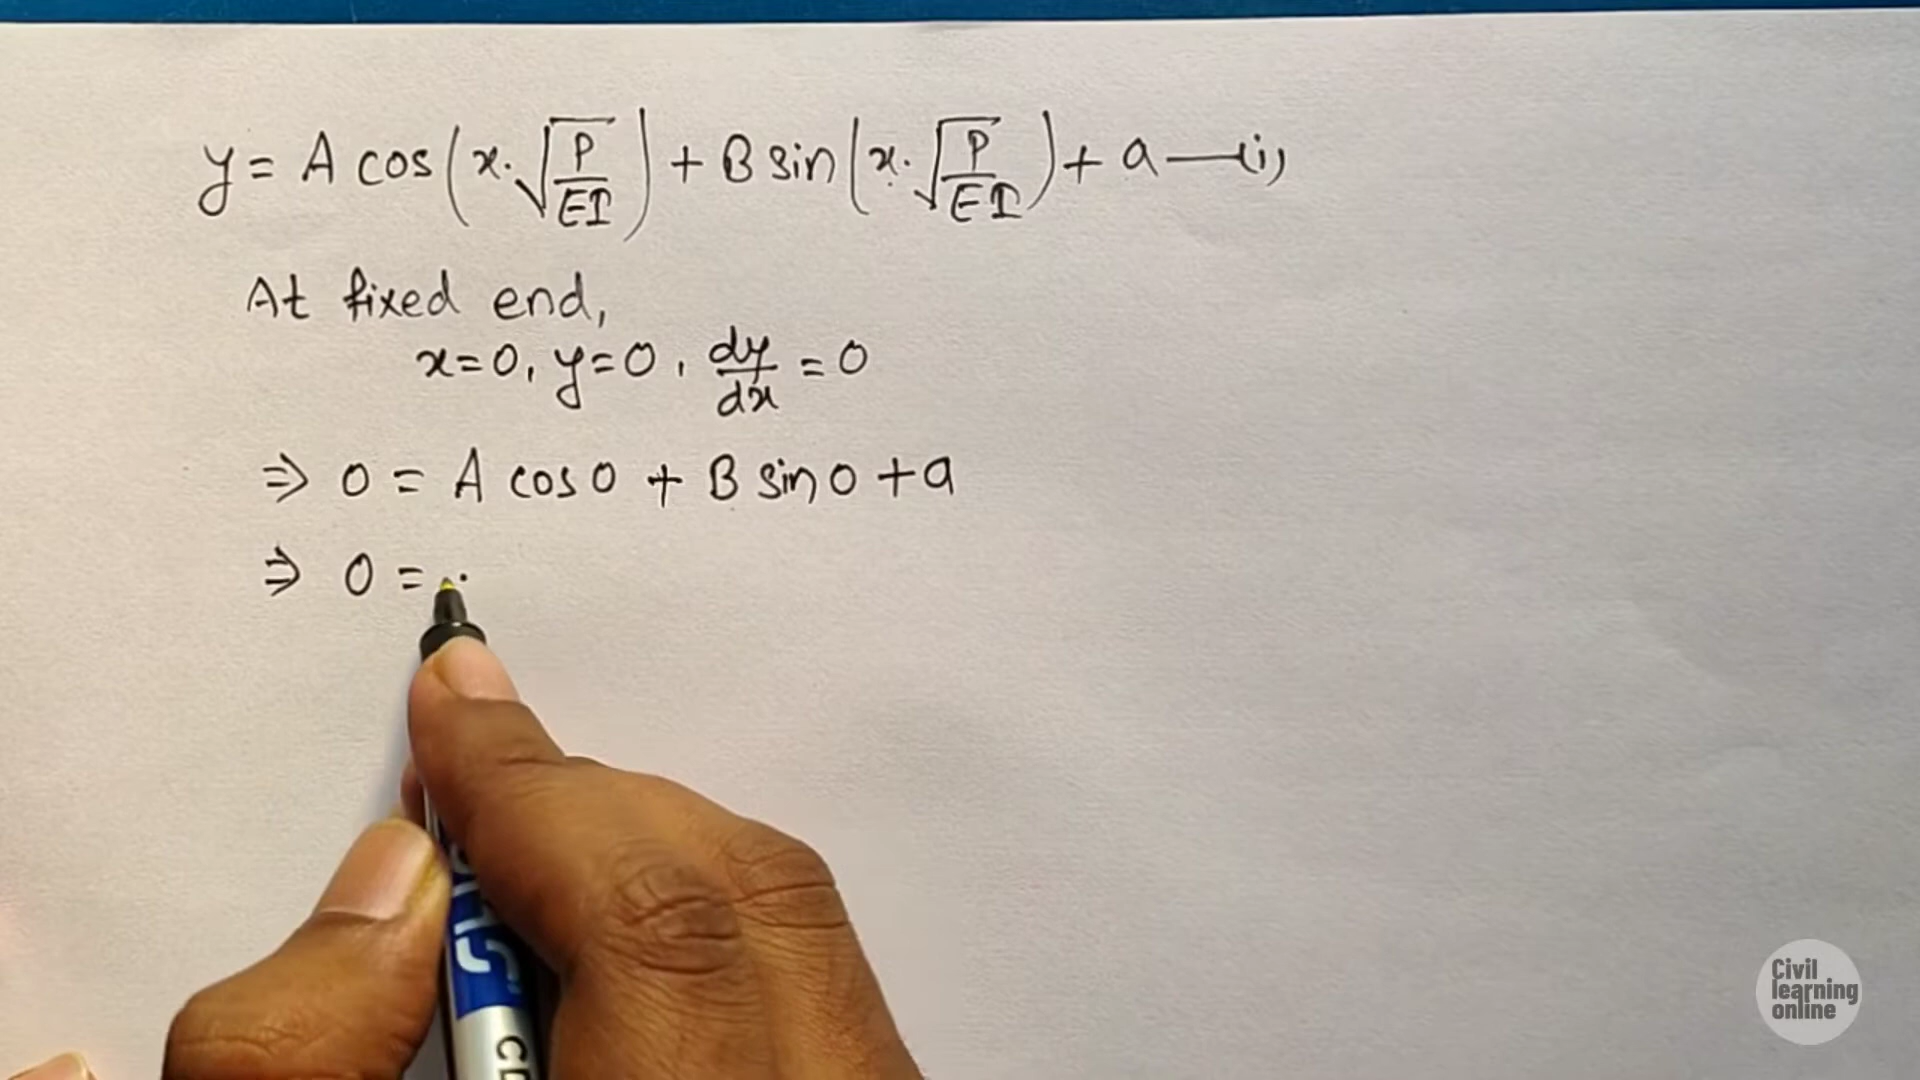 y = A cos(x.√(P/EI)) + B sin(x.√(P/EI)) + a —(i)
At fixed end,
x=0, y=0, dy/dx = 0
⇒ 0 = A cos 0 + B sin 0 + a
⇒ 0 =
CD
Civil
learning
online